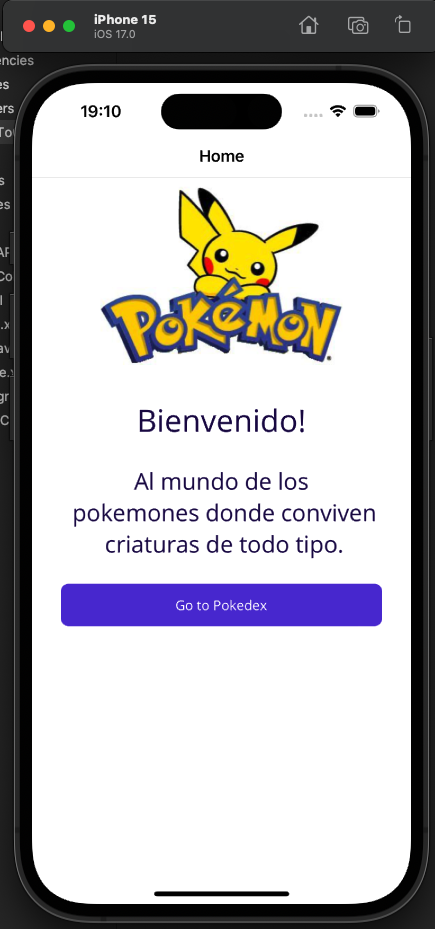 iPhone 15
iOS 17.0
encies
es
ers
Tou
s
es
AP
Co
l
.x
av
e.x
gr
C
19:10
Home
POKéMON
Bienvenido!
Al mundo de los
pokemones donde conviven
criaturas de todo tipo.
Go to Pokedex